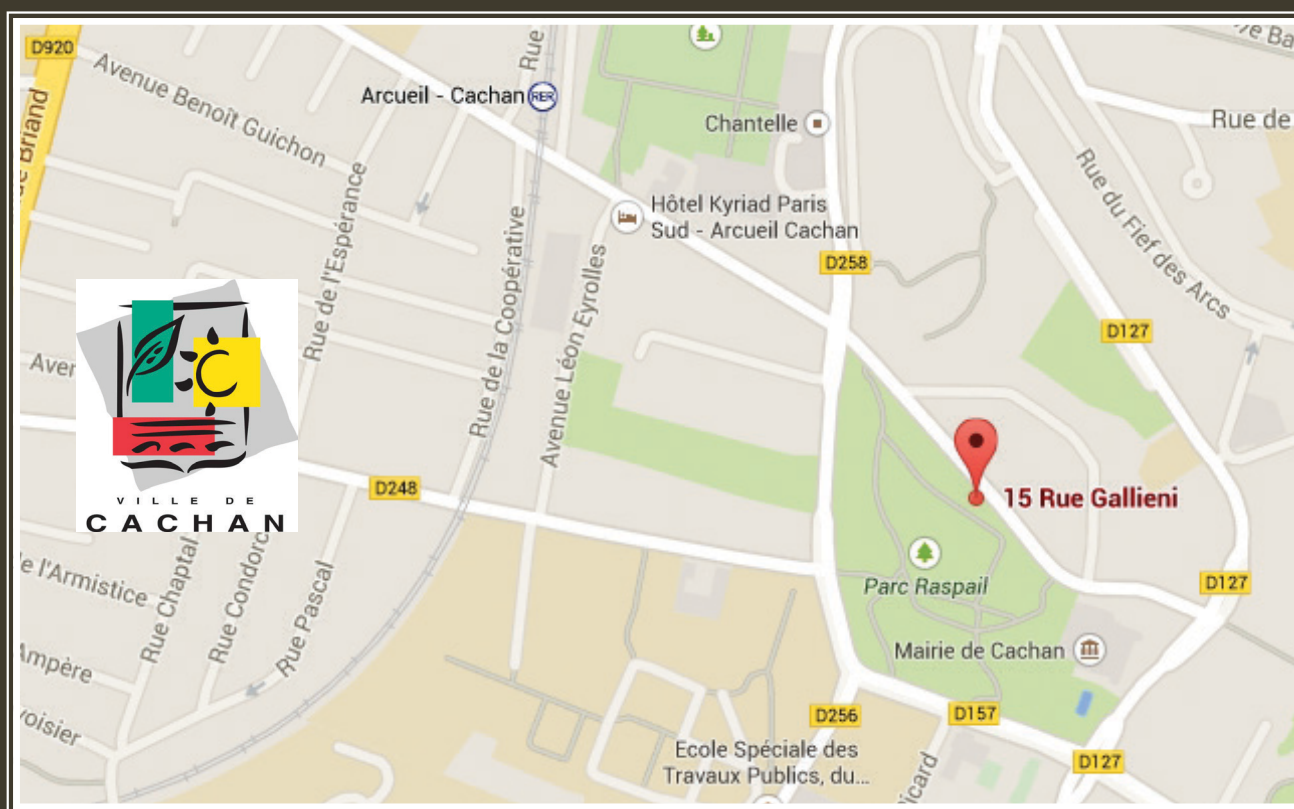 D920
Avenue Benoît Guichon
Briand
Arcueil - Cachan
RER
Rue
Chantelle
Rue de
Hôtel Kyriad Paris
Sud - Arcueil Cachan
Rue de l'Espérance
Rue de la Coopérative
Avenue Léon Eyrolles
D258
Rue du Fief des Arcs
D127
VILLE DE
CACHAN
D248
15 Rue Gallieni
Parc Raspail
D127
Mairie de Cachan
e l'Armistice
Rue Chaptal
Rue Condorc
Rue Pascal
Ampère
voisier
D256
D157
Ecole Spéciale des
Travaux Publics, du...
D127